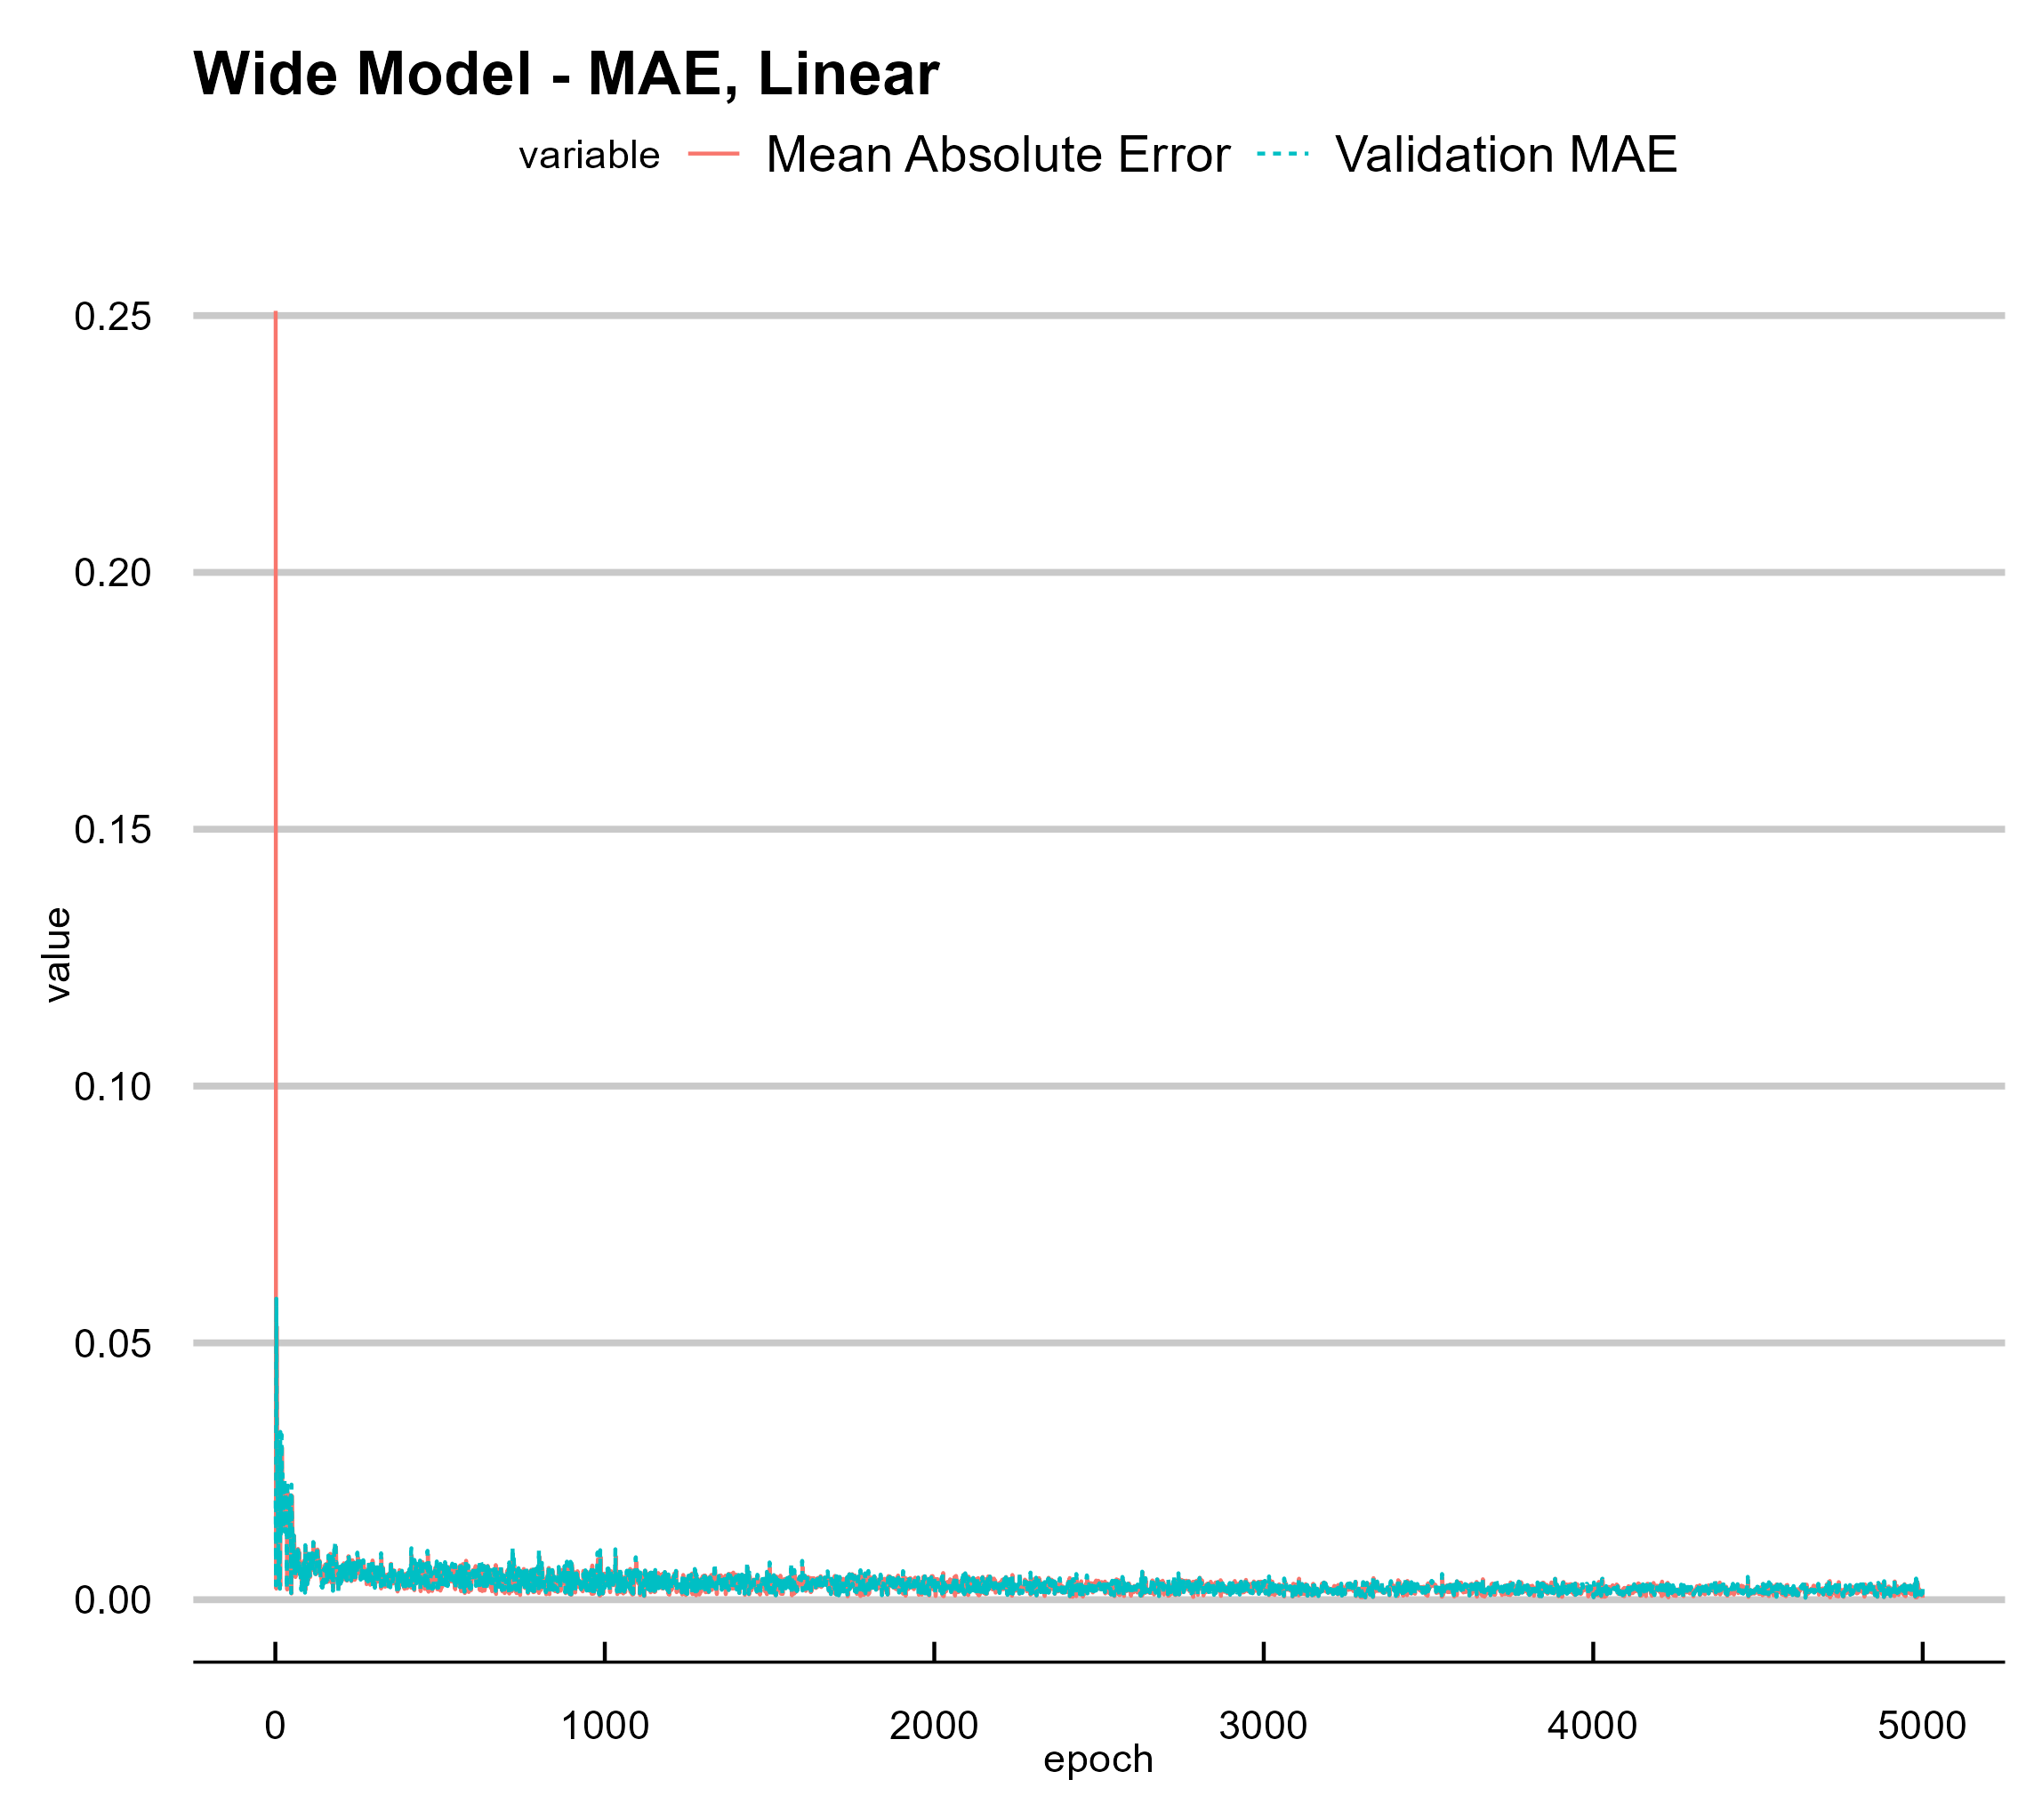 Wide Model - MAE, Linear
variable Mean Absolute Error Validation MAE
0.25
0.20
0.15
0.10
0.05
0.00
value
0 1000 2000 3000 4000 5000
epoch